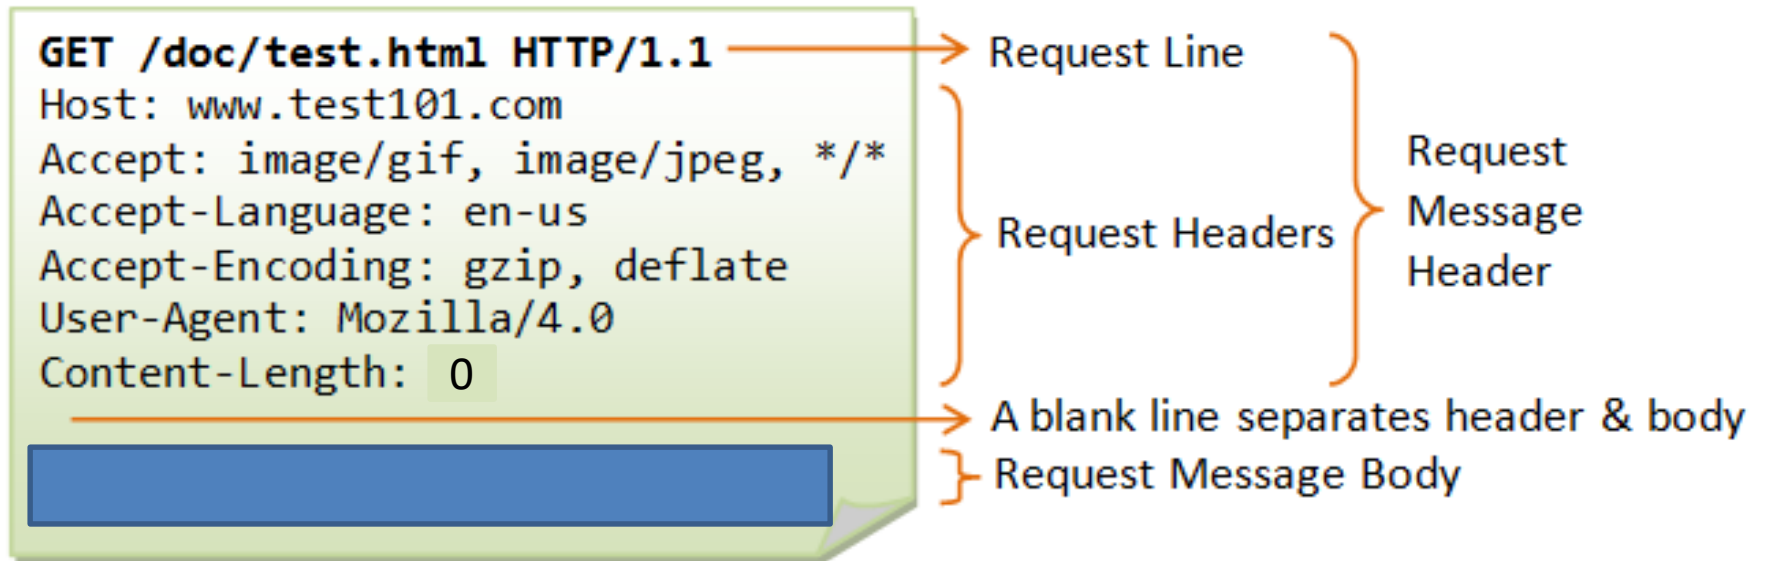 GET /doc/test.html HTTP/1.1
Host: www.test101.com
Accept: image/gif, image/jpeg, */*
Accept-Language: en-us
Accept-Encoding: gzip, deflate
User-Agent: Mozilla/4.0
Content-Length: 0
Request Line
Request Headers
Request
Message
Header
A blank line separates header & body
Request Message Body